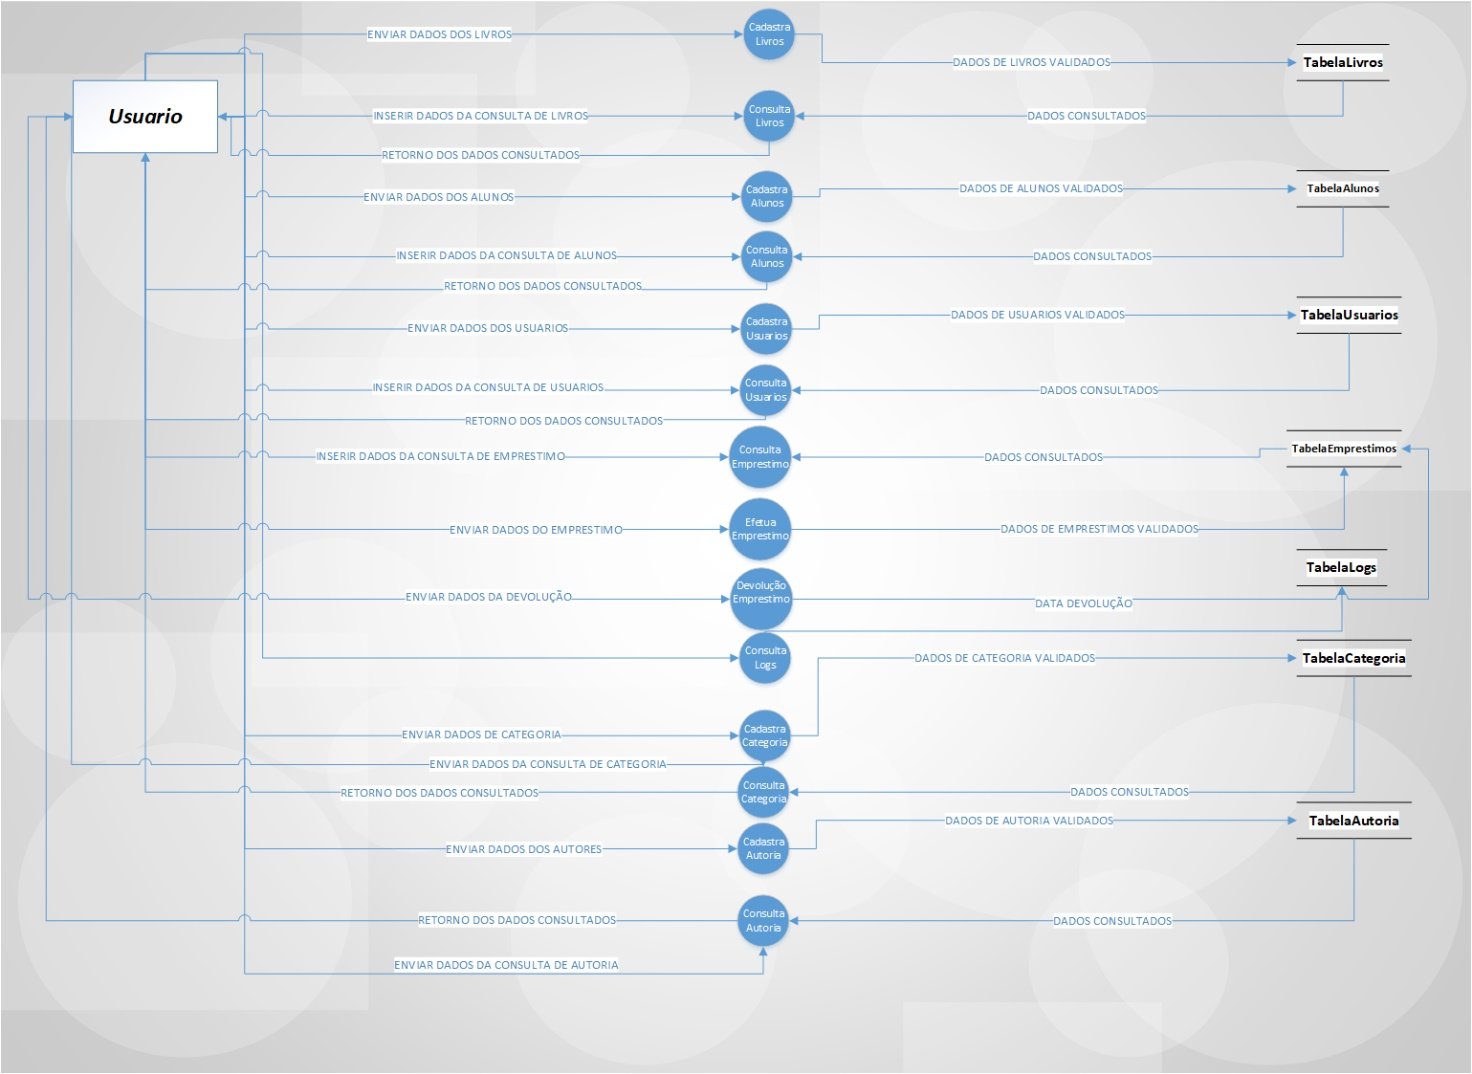 ENVIAR DADOS DOS LIVROS
Cadastra
Livros
DADOS DE LIVROS VALIDADOS
TabelaLivros
Usuario
INSERIR DADOS DA CONSULTA DE LIVROS
Consulta
Livros
DADOS CONSULTADOS
RETORNO DOS DADOS CONSULTADOS
ENVIAR DADOS DOS ALUNOS
Cadastra
Alunos
DADOS DE ALUNOS VALIDADOS
TabelaAlunos
INSERIR DADOS DA CONSULTA DE ALUNOS
Consulta
Alunos
DADOS CONSULTADOS
RETORNO DOS DADOS CONSULTADOS
ENVIAR DADOS DOS USUARIOS
Cadastra
Usuarios
DADOS DE USUARIOS VALIDADOS
TabelaUsuarios
INSERIR DADOS DA CONSULTA DE USUARIOS
Consulta
Usuarios
DADOS CONSULTADOS
RETORNO DOS DADOS CONSULTADOS
INSERIR DADOS DA CONSULTA DE EMPRESTIMO
Consulta
Emprestimo
DADOS CONSULTADOS
TabelaEmprestimos
ENVIAR DADOS DO EMPRESTIMO
Efetua
Emprestimo
DADOS DE EMPRESTIMOS VALIDADOS
TabelaLogs
ENVIAR DADOS DA DEVOLUÇÃO
Devolução
Emprestimo
DATA DEVOLUÇÃO
Consulta
Logs
DADOS DE CATEGORIA VALIDADOS
TabelaCategoria
ENVIAR DADOS DE CATEGORIA
Cadastra
Categoria
ENVIAR DADOS DA CONSULTA DE CATEGORIA
RETORNO DOS DADOS CONSULTADOS
Consulta
Categoria
DADOS CONSULTADOS
DADOS DE AUTORIA VALIDADOS
TabelaAutoria
ENVIAR DADOS DOS AUTORES
Cadastra
Autoria
RETORNO DOS DADOS CONSULTADOS
Consulta
Autoria
DADOS CONSULTADOS
ENVIAR DADOS DA CONSULTA DE AUTORIA